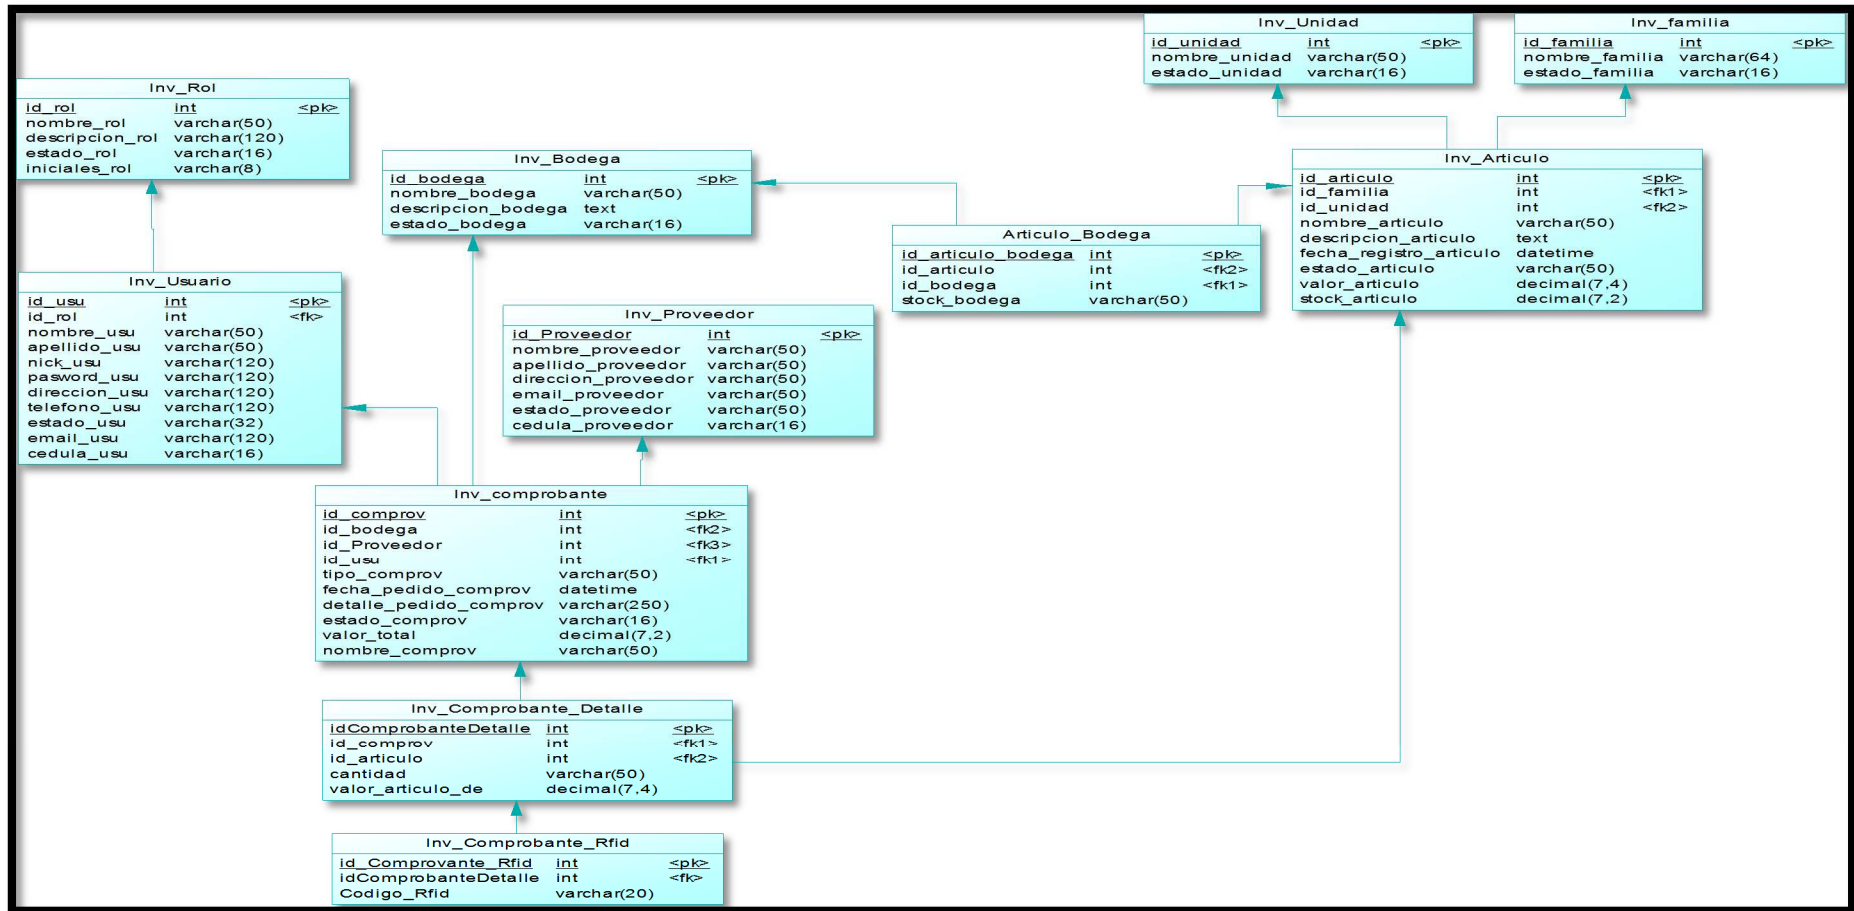 Inv_Unidad
id_unidad int <pk>
nombre_unidad varchar(50)
estado_unidad varchar(16)
Inv_familia
id_familia int <pk>
nombre_familia varchar(64)
estado_familia varchar(16)
Inv_Rol
id_rol int <pk>
nombre_rol varchar(50)
descripcion_rol varchar(120)
estado_rol varchar(16)
iniciales_rol varchar(8)
Inv_Bodega
id_bodega int <pk>
nombre_bodega varchar(50)
descripcion_bodega text
estado_bodega varchar(16)
Inv_Articulo
id_articulo int <pk>
id_familia int <fk1>
id_unidad int <fk2>
nombre_articulo varchar(50)
descripcion_articulo text
fecha_registro_articulo datetime
estado_articulo varchar(50)
valor_articulo decimal(7,4)
stock_articulo decimal(7,2)
Articulo_Bodega
id_articulo_bodega int <pk>
id_articulo int <fk2>
id_bodega int <fk1>
stock_bodega varchar(50)
Inv_Usuario
id_usu int <pk>
id_rol int <fk>
nombre_usu varchar(50)
apellido_usu varchar(50)
nick_usu varchar(120)
pasword_usu varchar(120)
direccion_usu varchar(120)
telefono_usu varchar(120)
estado_usu varchar(32)
email_usu varchar(120)
cedula_usu varchar(16)
Inv_Proveedor
id_Proveedor int <pk>
nombre_proveedor varchar(50)
apellido_proveedor varchar(50)
direccion_proveedor varchar(50)
email_proveedor varchar(50)
estado_proveedor varchar(50)
cedula_proveedor varchar(16)
Inv_comprobante
id_comprov int <pk>
id_bodega int <fk2>
id_Proveedor int <fk3>
id_usu int <fk1>
tipo_comprov varchar(50)
fecha_pedido_comprov datetime
detalle_pedido_comprov varchar(250)
estado_comprov varchar(16)
valor_total decimal(7,2)
nombre_comprov varchar(50)
Inv_Comprobante_Detalle
idComprobanteDetalle int <pk>
id_comprov int <fk1>
id_articulo int <fk2>
cantidad varchar(50)
valor_articulo_de decimal(7,4)
Inv_Comprobante_Rfid
id_Comprovante_Rfid int <pk>
idComprobanteDetalle int <fk>
Codigo_Rfid varchar(20)